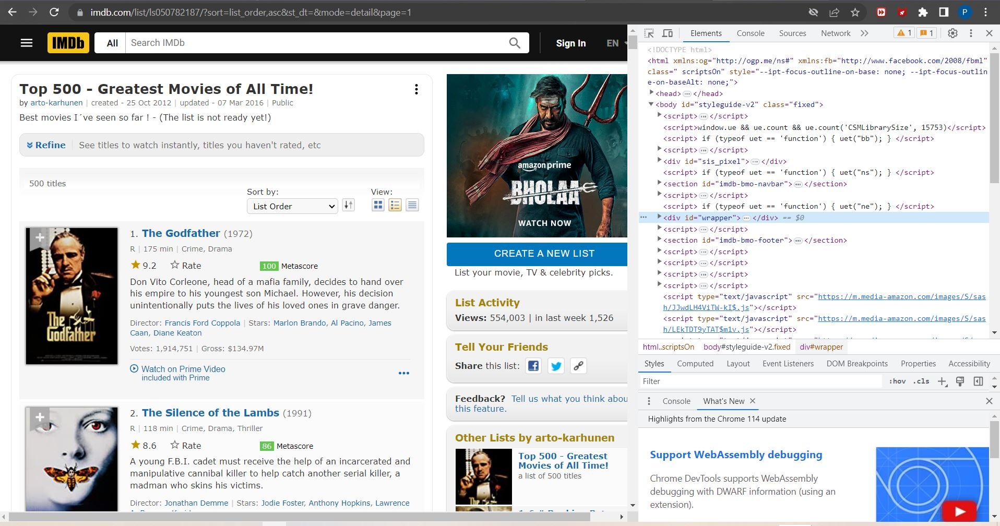 imdb.com/list/ls050782187/?sort=list_order,asc&st_dt=&mode=detail&page=1
P
IMDb
All
Search IMDb
Sign In
EN
Top 500 - Greatest Movies of All Time!
by arto-karhunen | created - 25 Oct 2012 | updated - 07 Mar 2016 | Public
Best movies I´ve seen so far ! - (The list is not ready yet!)
Refine
See titles to watch instantly, titles you haven't rated, etc
500 titles
Sort by:
View:
List Order
1. The Godfather (1972)
R | 175 min | Crime, Drama
9.2 Rate 100 Metascore
Don Vito Corleone, head of a mafia family, decides to hand over
his empire to his youngest son Michael. However, his decision
unintentionally puts the lives of his loved ones in grave danger.
Director: Francis Ford Coppola | Stars: Marlon Brando, Al Pacino, James
Caan, Diane Keaton
Votes: 1,914,751 | Gross: $134.97M
Watch on Prime Video
included with Prime
The
Godfather
2. The Silence of the Lambs (1991)
R | 118 min | Crime, Drama, Thriller
8.6 Rate 86 Metascore
A young F.B.I. cadet must receive the help of an incarcerated and
manipulative cannibal killer to help catch another serial killer, a
madman who skins his victims.
Director: Jonathan Demme | Stars: Jodie Foster, Anthony Hopkins, Lawrence
amazon prime
BHOLAA
WATCH NOW
CREATE A NEW LIST
List your movie, TV & celebrity picks.
List Activity
Views: 554,003 | in last week 1,526
Tell Your Friends
Share this list:
Feedback? Tell us what you think abou
this feature.
Other Lists by arto-karhunen
Top 500 - Greatest
Movies of All Time!
a list of 500 titles
Elements
Console
Sources
Network
1
1
<!DOCTYPE html>
<html xmlns:og="http://ogp.me/ns#" xmlns:fb="http://www.facebook.com/2008/fbml"
class=" scriptsOn" style="--ipt-focus-outline-on-base: none; --ipt-focus-outlin
e-on-baseAlt: none;">
<head>…</head>
<body id="styleguide-v2" class="fixed">
<script>…</script>
<script>window.ue && ue.count && ue.count('CSMLibrarySize', 15753)</script>
<script> if (typeof uet == 'function') { uet("bb"); } </script>
<script>…</script>
<div id="sis_pixel">…</div>
<script> if (typeof uet == 'function') { uet("ns"); } </script>
<section id="imdb-bmo-navbar">…</section>
<script>…</script>
<script> if (typeof uet == 'function') { uet("ne"); } </script>
<div id="wrapper">…</div> == $0
<script>…</script>
<section id="imdb-bmo-footer">…</section>
<script>…</script>
<script>…</script>
<script>…</script>
<script>…</script>
<script type="text/javascript" src="https://m.media-amazon.com/images/S/sas
h/JJwdLH4ViTW-kI$.js"></script>
<script type="text/javascript" src="https://m.media-amazon.com/images/S/sas
h/LEkTDT9yTAT$m1v.js"></script>
html..scriptsOn body#styleguide-v2.fixed div#wrapper
Styles
Computed
Layout
Event Listeners
DOM Breakpoints
Properties
Accessibility
Filter
:hov .cls
Console
What's New
Highlights from the Chrome 114 update
Support WebAssembly debugging
Chrome DevTools supports WebAssembly
debugging with DWARF information (using an
extension).